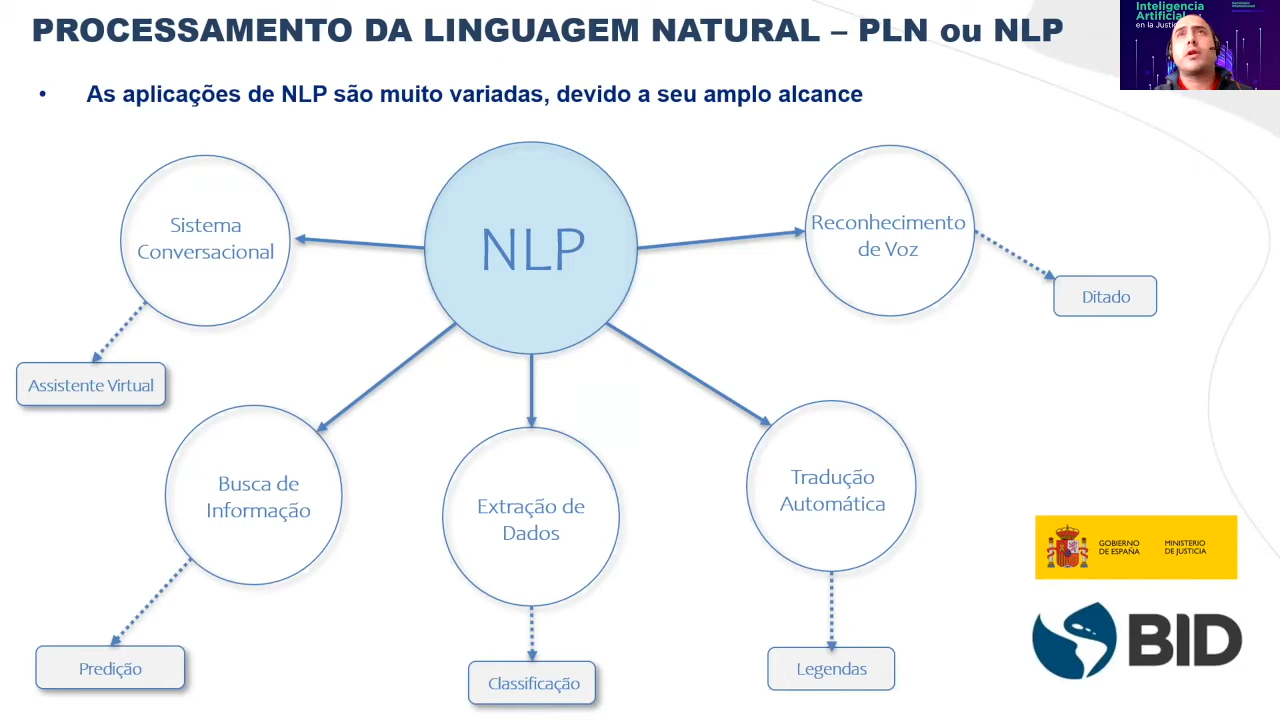 PROCESSAMENTO DA LINGUAGEM NATURAL – PLN ou NLP
Inteligencia
Artificial
en la Justicia
• As aplicações de NLP são muito variadas, devido a seu amplo alcance
Sistema
Conversacional
NLP
Reconhecimento
de Voz
Ditado
Assistente Virtual
Busca de
Informação
Extração de
Dados
Tradução
Automática
GOBIERNO
DE ESPAÑA
MINISTERIO
DE JUSTICIA
BID
Predição
Classificação
Legendas